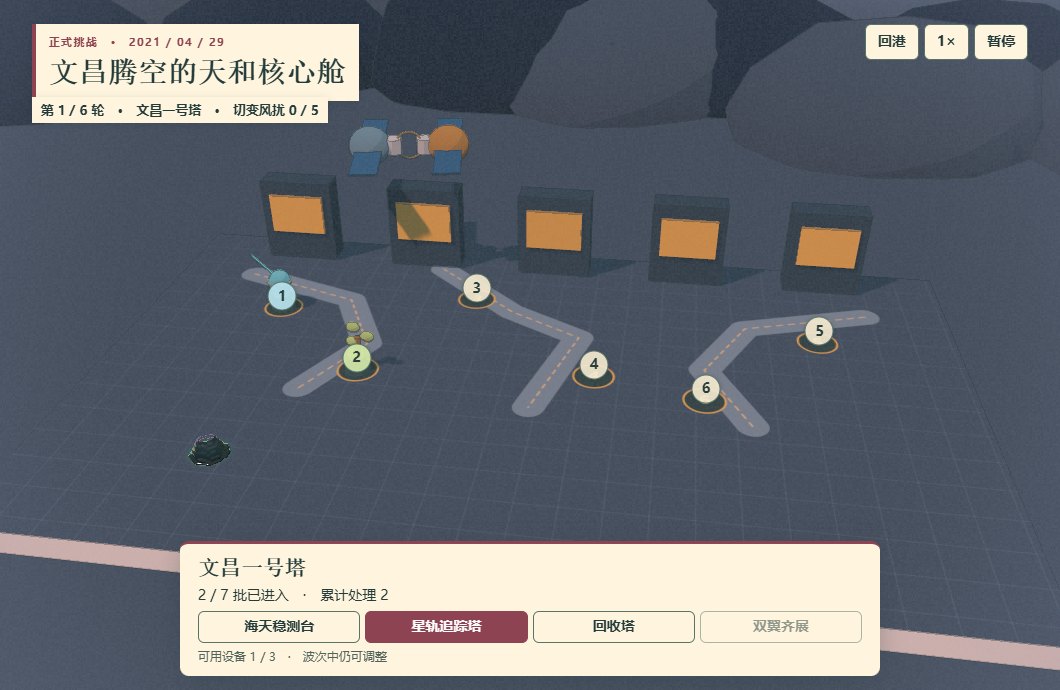 正式挑战 • 2021 / 04 / 29
文昌腾空的天和核心舱
第 1 / 6 轮 • 文昌一号塔 • 切变风扰 0 / 5
回港
1×
暂停
1
2
3
4
5
6
文昌一号塔
2 / 7 批已进入 · 累计处理 2
海天稳测台
星轨追踪塔
回收塔
双翼齐展
可用设备 1 / 3 · 波次中仍可调整